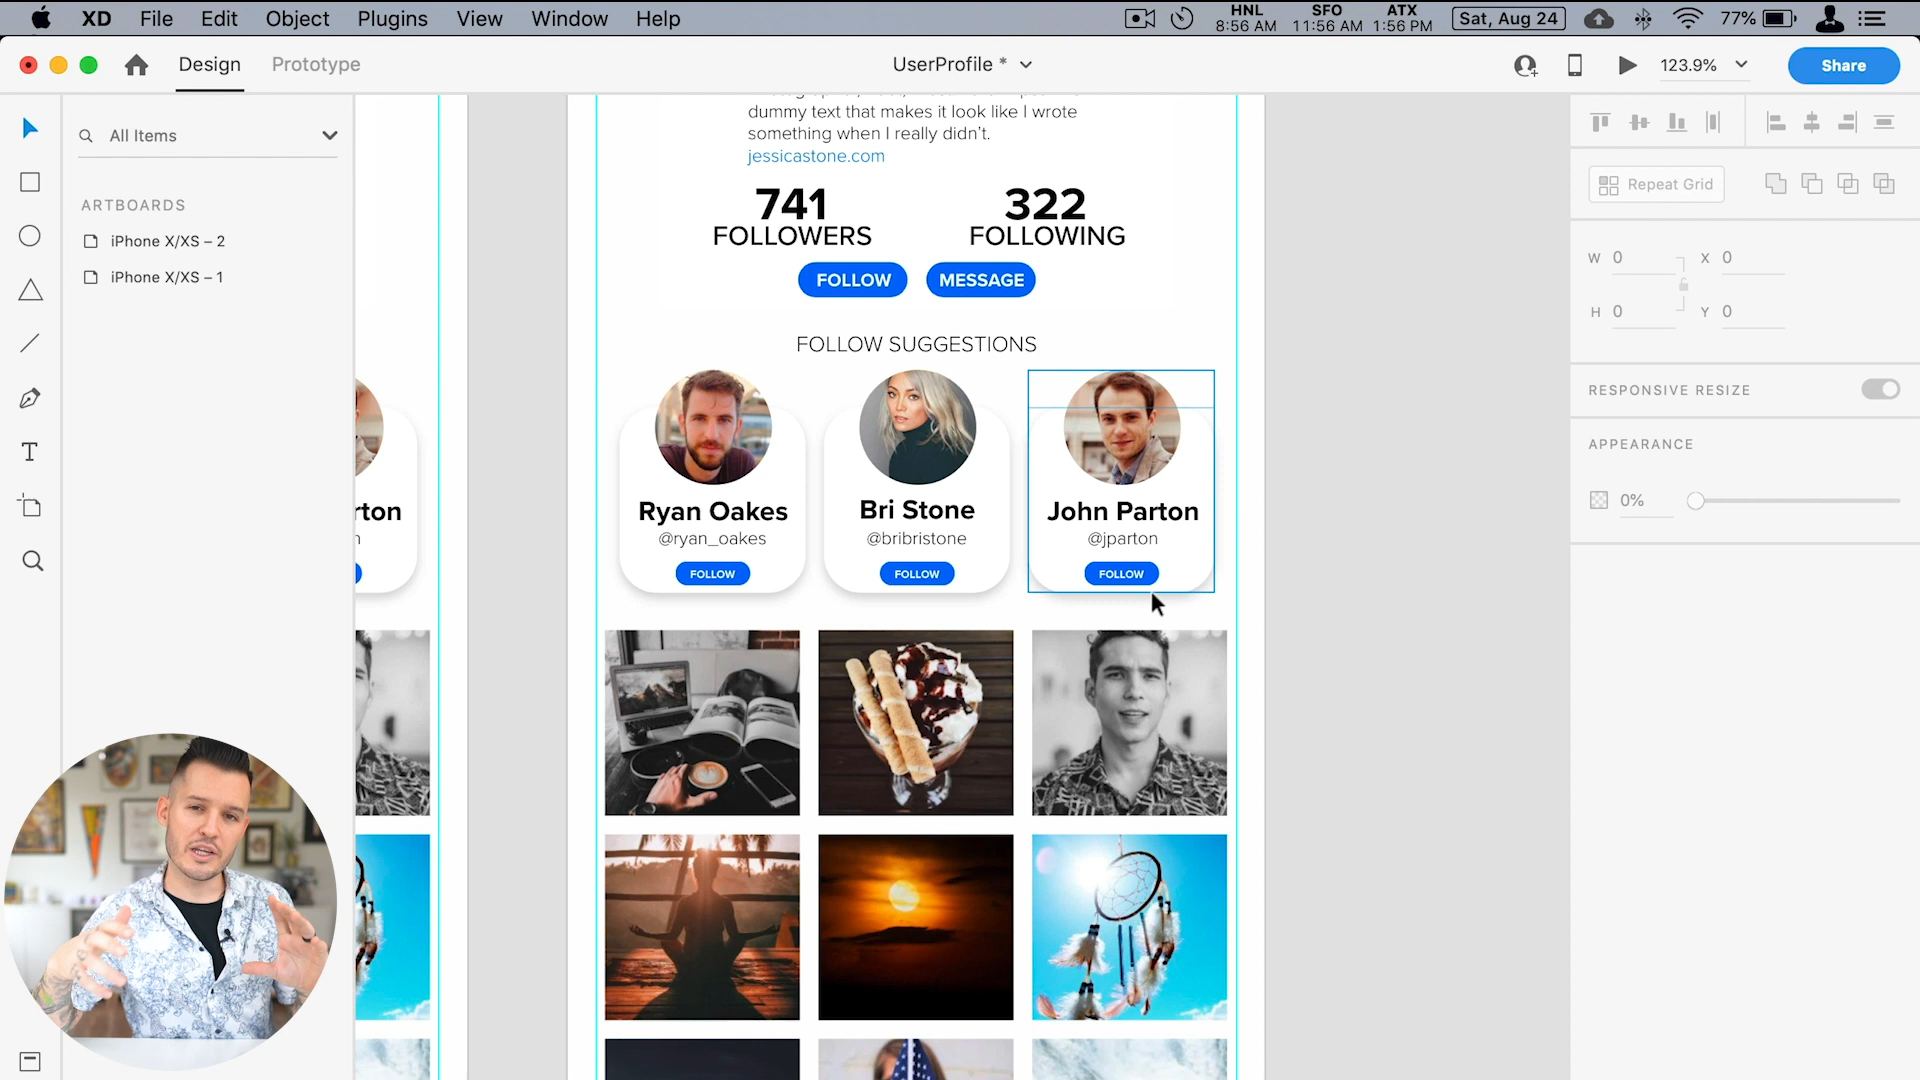 XD File Edit Object Plugins View Window Help
HNL SFO ATX
8:56 AM 11:56 AM 1:56 PM
Sat, Aug 24
77%
Design Prototype
UserProfile *
123.9%
Share
All Items
ARTBOARDS
iPhone X/XS – 2
iPhone X/XS – 1
dummy text that makes it look like I wrote
something when I really didn't.
jessicastone.com
741 322
FOLLOWERS FOLLOWING
FOLLOW MESSAGE
FOLLOW SUGGESTIONS
rton
Ryan Oakes
@ryan_oakes
FOLLOW
Bri Stone
@bribristone
FOLLOW
John Parton
@jparton
FOLLOW
Repeat Grid
W 0 X 0
H 0 Y 0
RESPONSIVE RESIZE
APPEARANCE
0%